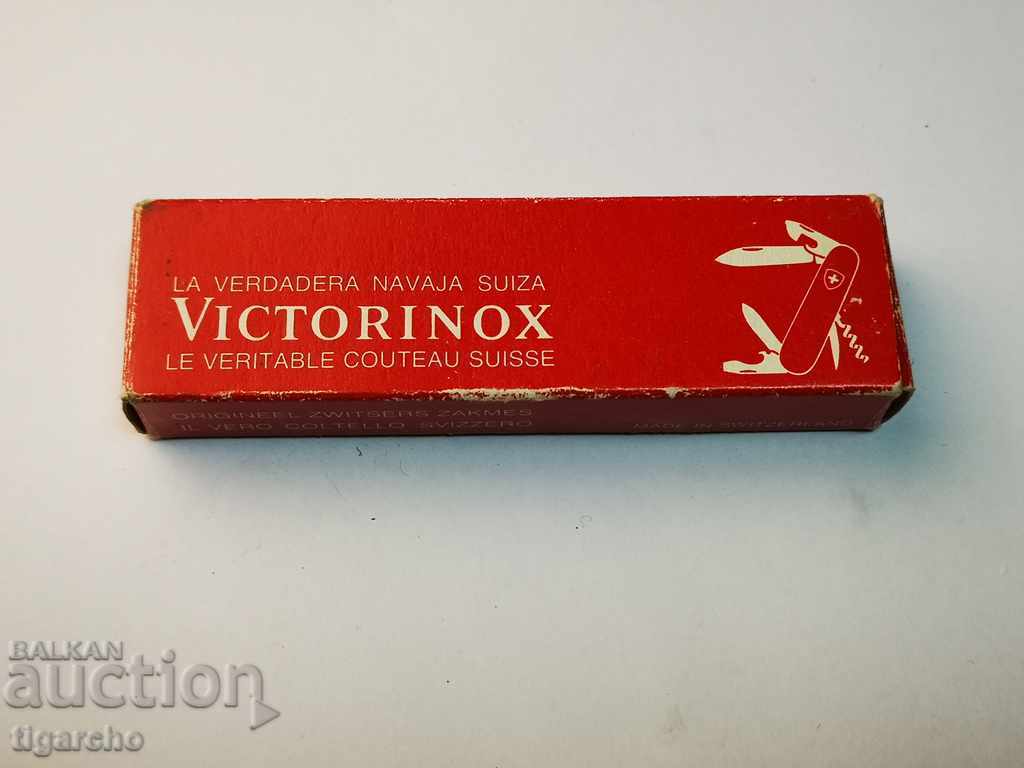 LA VERDADERA NAVAJA SUIZA
VICTORINOX
LE VERITABLE COUTEAU SUISSE
ORIGINEEL ZWITSERS ZAKMES
IL VERO COLTELLO SVIZZERO
MADE IN SWITZERLAND
BALKAN
auction
tigarcho